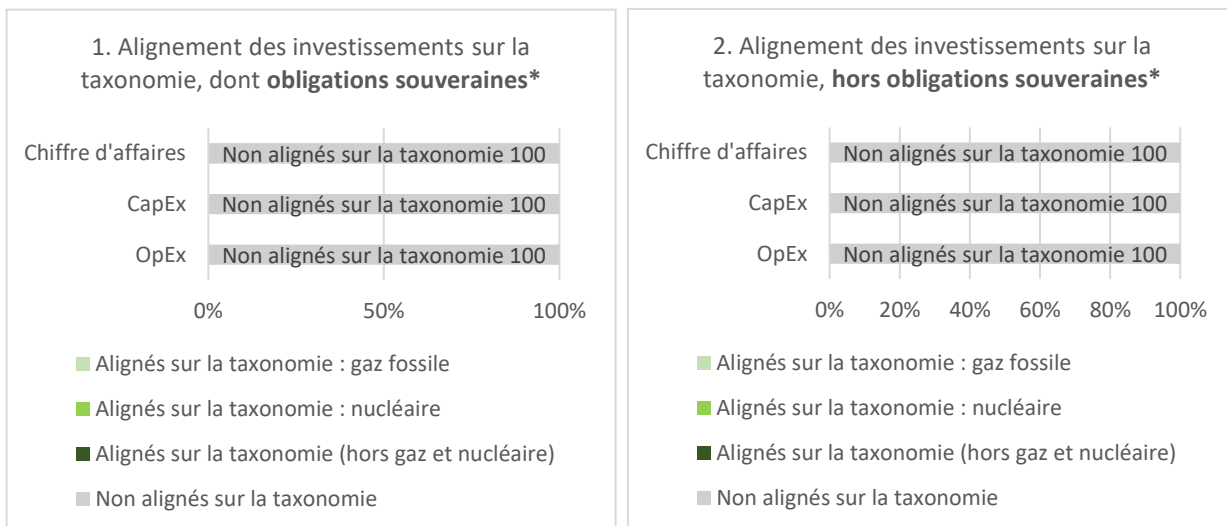 1. Alignement des investissements sur la
taxonomie, dont obligations souveraines*
Chiffre d'affaires
Non alignés sur la taxonomie 100
CapEx
Non alignés sur la taxonomie 100
OpEx
Non alignés sur la taxonomie 100
0% 50% 100%
Alignés sur la taxonomie : gaz fossile
Alignés sur la taxonomie : nucléaire
Alignés sur la taxonomie (hors gaz et nucléaire)
Non alignés sur la taxonomie
2. Alignement des investissements sur la
taxonomie, hors obligations souveraines*
Chiffre d'affaires
Non alignés sur la taxonomie 100
CapEx
Non alignés sur la taxonomie 100
OpEx
Non alignés sur la taxonomie 100
0% 20% 40% 60% 80% 100%
Alignés sur la taxonomie : gaz fossile
Alignés sur la taxonomie : nucléaire
Alignés sur la taxonomie (hors gaz et nucléaire)
Non alignés sur la taxonomie